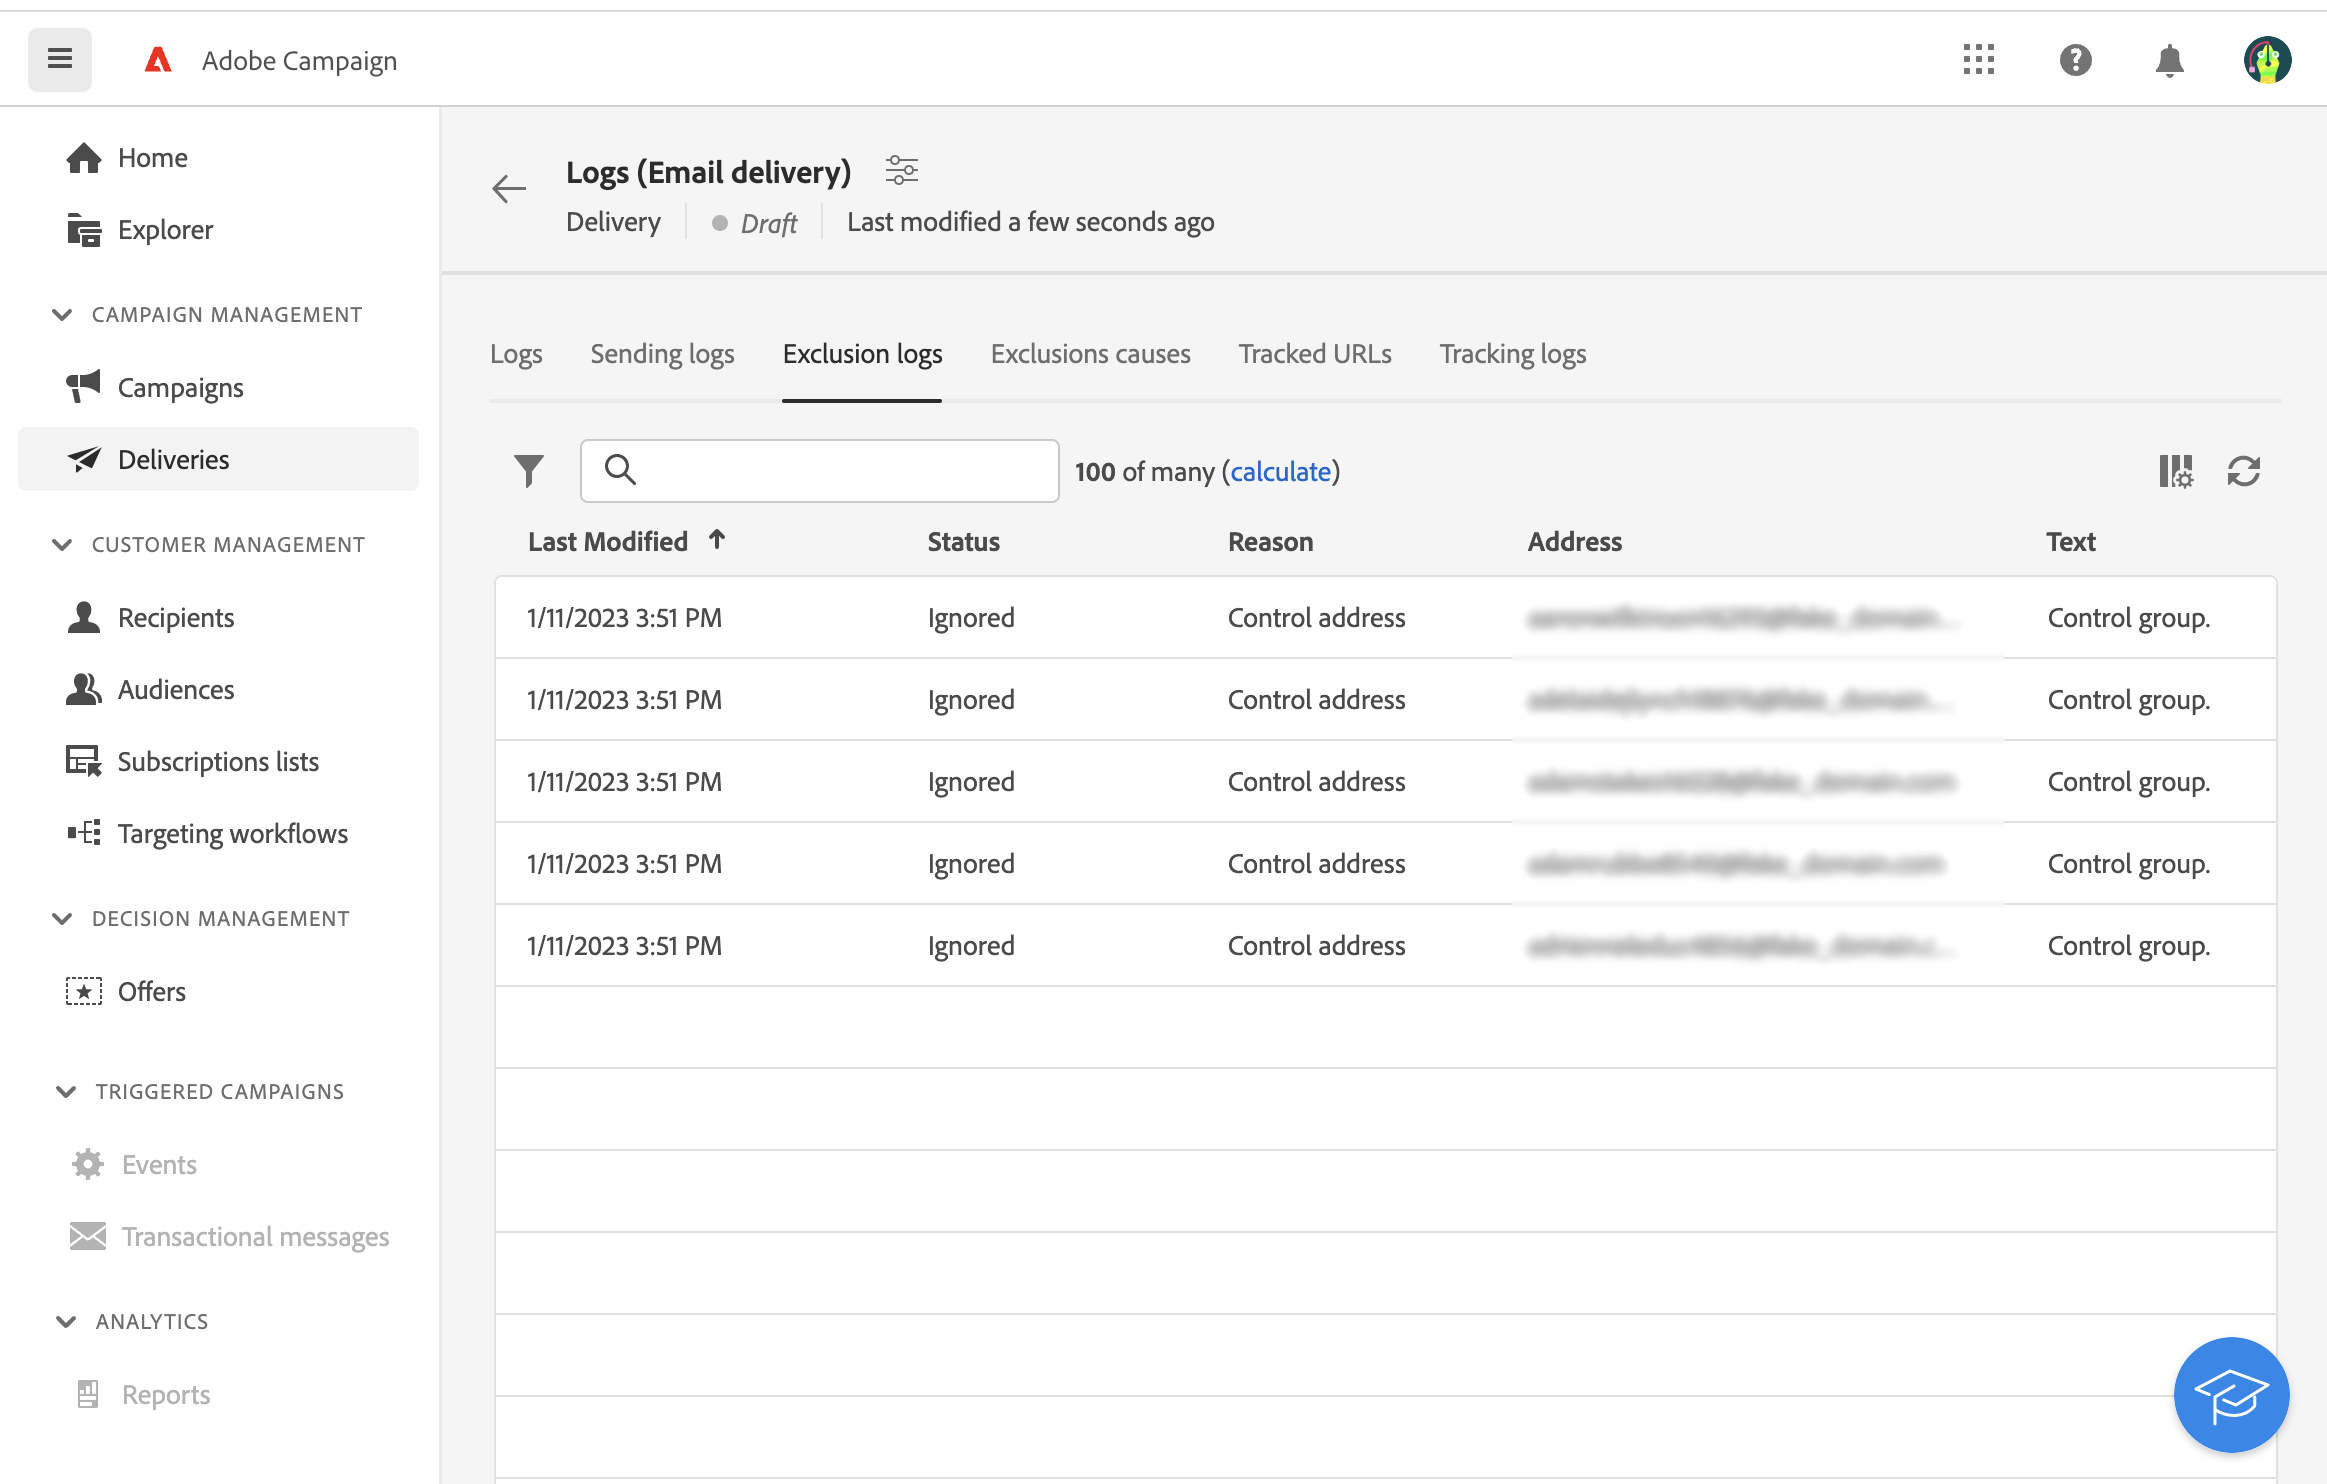 Adobe Campaign
Home
Explorer
CAMPAIGN MANAGEMENT
Campaigns
Deliveries
CUSTOMER MANAGEMENT
Recipients
Audiences
Subscriptions lists
Targeting workflows
DECISION MANAGEMENT
Offers
TRIGGERED CAMPAIGNS
Events
Transactional messages
ANALYTICS
Reports
Logs (Email delivery)
Delivery Draft Last modified a few seconds ago
Logs Sending logs Exclusion logs Exclusions causes Tracked URLs Tracking logs
100 of many (calculate)
Last Modified Status Reason Address Text
1/11/2023 3:51 PM Ignored Control address Control group.
1/11/2023 3:51 PM Ignored Control address Control group.
1/11/2023 3:51 PM Ignored Control address Control group.
1/11/2023 3:51 PM Ignored Control address Control group.
1/11/2023 3:51 PM Ignored Control address Control group.